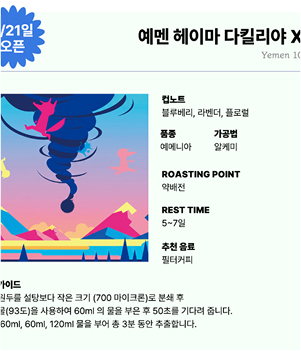 /21일
오픈
예멘 헤이마 다킬리야 X
Yemen 10
컵노트
블루베리, 라벤더, 플로럴
품종 가공법
예메니아 알케미
ROASTING POINT
약배전
REST TIME
5~7일
추천 음료
필터커피
가이드
원두를 설탕보다 작은 크기 (700 마이크론)로 분쇄 후
물(93도)을 사용하여 60ml 의 물을 부은 후 50초를 기다려 줍니다.
60ml, 60ml, 120ml 물을 부어 총 3분 동안 추출합니다.